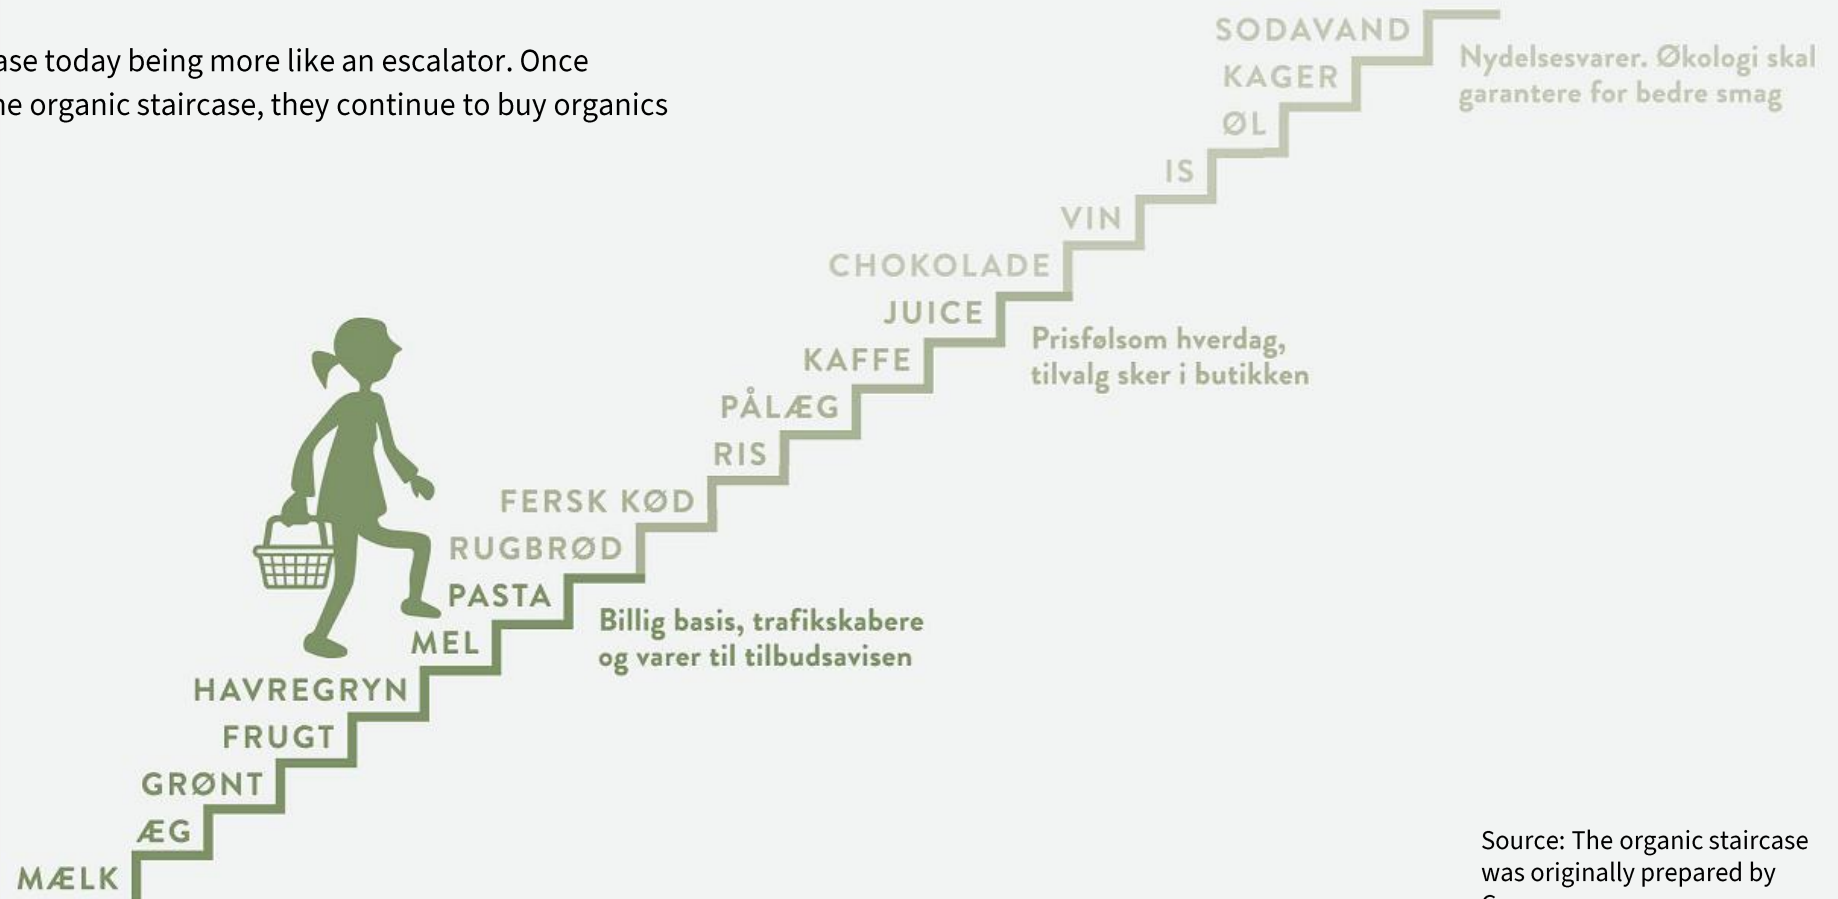 ase today being more like an escalator. Once
he organic staircase, they continue to buy organics
SODAVAND
KAGER
ØL
IS
VIN
CHOKOLADE
JUICE
KAFFE
PÅLÆG
RIS
FERSK KØD
RUGBRØD
PASTA
MEL
HAVREGRYN
FRUGT
GRØNT
ÆG
MÆLK
Nydelsesvarer. Økologi skal
garantere for bedre smag
Prisfølsom hverdag,
tilvalg sker i butikken
Billig basis, trafikskabere
og varer til tilbudsavisen
Source: The organic staircase
was originally prepared by